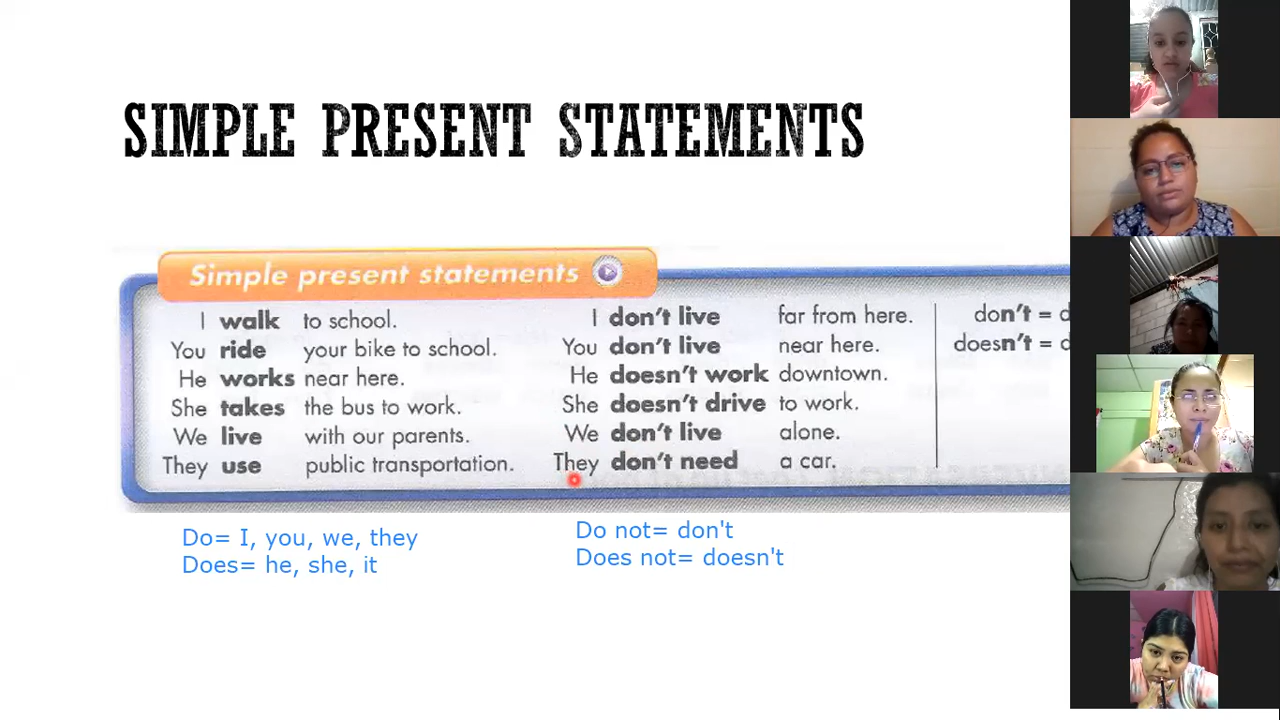 SIMPLE PRESENT STATEMENTS
Simple present statements
I walk to school.
You ride your bike to school.
He works near here.
She takes the bus to work.
We live with our parents.
They use public transportation.
I don't live far from here.
You don't live near here.
He doesn't work downtown.
She doesn't drive to work.
We don't live alone.
They don't need a car.
don't = d
doesn't = d
Do= I, you, we, they
Does= he, she, it
Do not= don't
Does not= doesn't